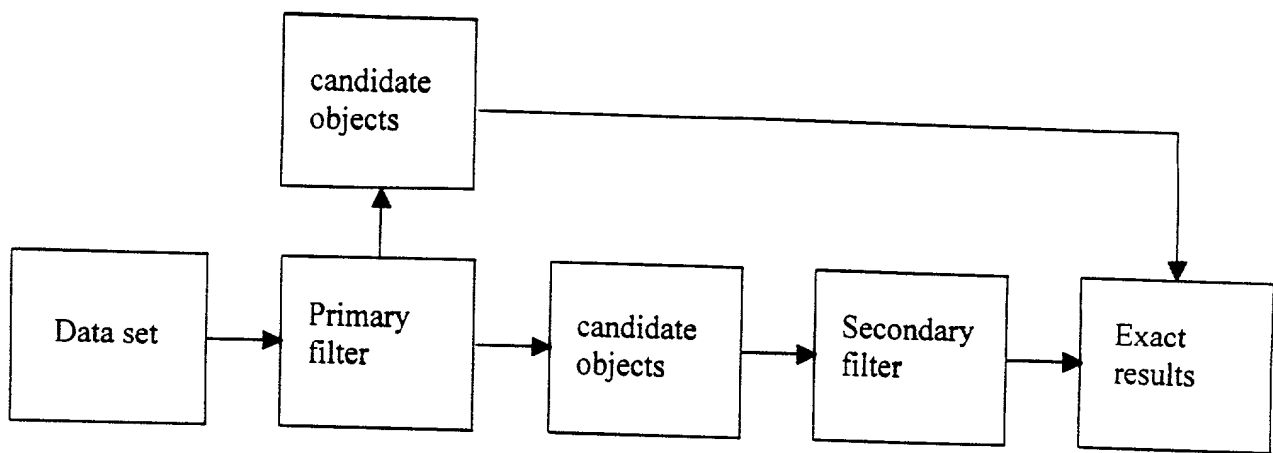 candidate
objects
Data set
Primary
filter
candidate
objects
Secondary
filter
Exact
results